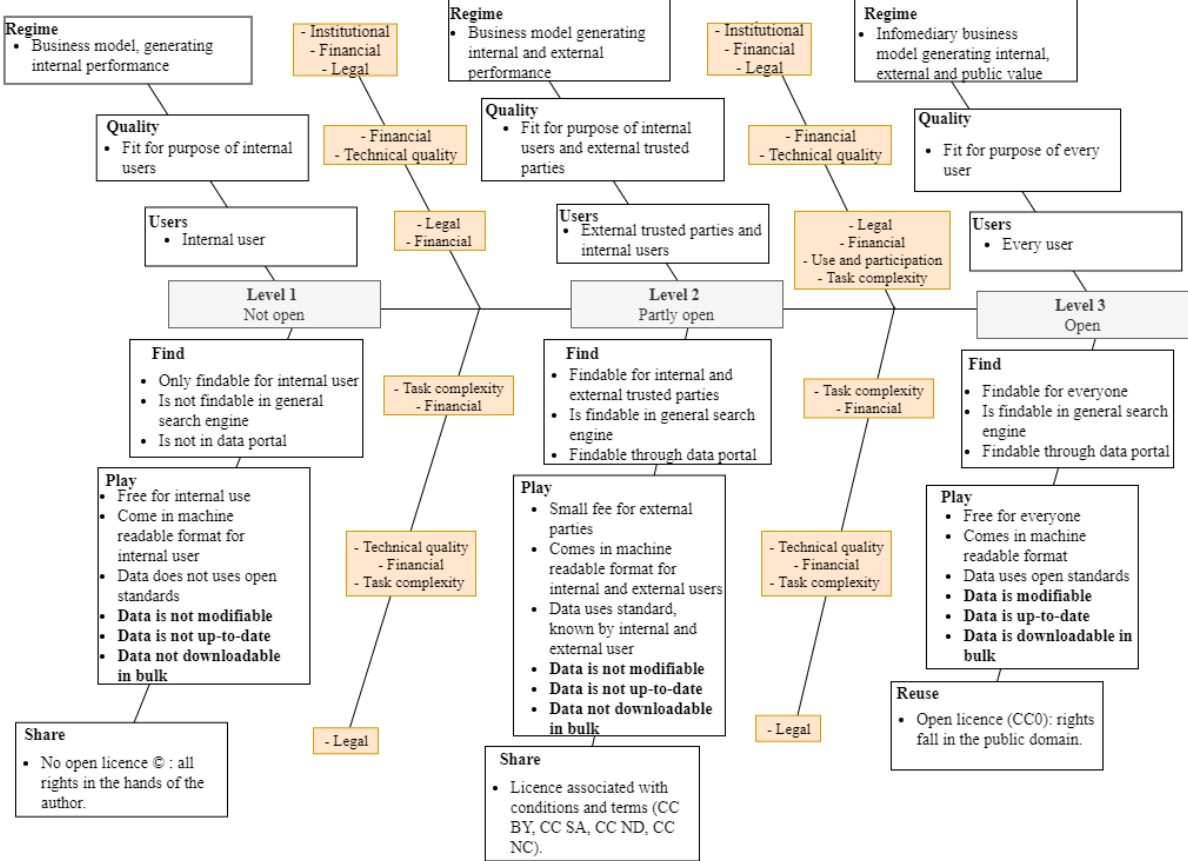 Regime
• Business model, generating
internal performance
Quality
• Fit for purpose of internal
users
Users
• Internal user
Level 1
Not open
Find
• Only findable for internal user
• Is not findable in general
search engine
• Is not in data portal
Play
• Free for internal use
• Come in machine
readable format for
internal user
• Data does not uses open
standards
• Data is not modifiable
• Data is not up-to-date
• Data not downloadable
in bulk
Share
• No open licence © : all
rights in the hands of the
author.
- Institutional
- Financial
- Legal
- Financial
- Technical quality
- Legal
- Financial
- Task complexity
- Financial
- Technical quality
- Financial
- Task complexity
- Legal
Regime
• Business model generating
internal and external
performance
Quality
• Fit for purpose of internal
users and external trusted
parties
Users
• External trusted parties and
internal users
Level 2
Partly open
Find
• Findable for internal and
external trusted parties
• Is findable in general search
engine
• Findable through data portal
Play
• Small fee for external
parties
• Comes in machine
readable format for
internal and external users
• Data uses standard,
known by internal and
external user
• Data is not modifiable
• Data is not up-to-date
• Data not downloadable
in bulk
Share
• Licence associated with
conditions and terms (CC
BY, CC SA, CC ND, CC
NC).
- Institutional
- Financial
- Legal
- Financial
- Technical quality
- Legal
- Financial
- Use and participation
- Task complexity
- Task complexity
- Financial
- Technical quality
- Financial
- Task complexity
- Legal
Regime
• Infomediary business
model generating internal,
external and public value
Quality
• Fit for purpose of every
user
Users
• Every user
Level 3
Open
Find
• Findable for everyone
• Is findable in general search
engine
• Findable through data portal
Play
• Free for everyone
• Comes in machine
readable format
• Data uses open standards
• Data is modifiable
• Data is up-to-date
• Data is downloadable in
bulk
Reuse
• Open licence (CC0): rights
fall in the public domain.